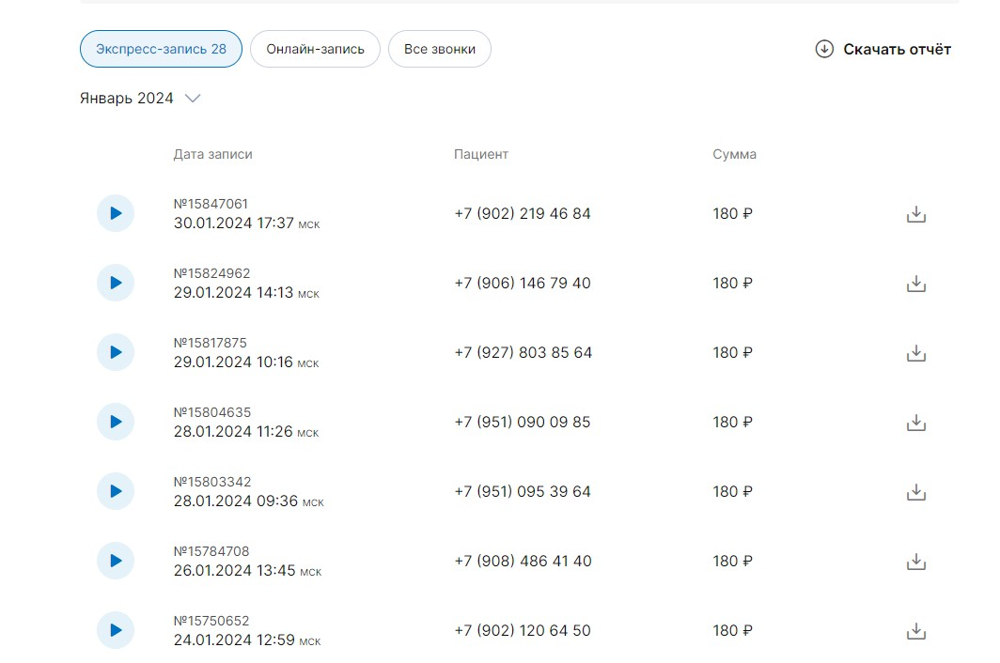 Экспресс-запись 28 Онлайн-запись Все звонки Скачать отчёт
Январь 2024
Дата записи Пациент Сумма
№15847061
30.01.2024 17:37 мск +7 (902) 219 46 84 180 ₽
№15824962
29.01.2024 14:13 мск +7 (906) 146 79 40 180 ₽
№15817875
29.01.2024 10:16 мск +7 (927) 803 85 64 180 ₽
№15804635
28.01.2024 11:26 мск +7 (951) 090 09 85 180 ₽
№15803342
28.01.2024 09:36 мск +7 (951) 095 39 64 180 ₽
№15784708
26.01.2024 13:45 мск +7 (908) 486 41 40 180 ₽
№15750652
24.01.2024 12:59 мск +7 (902) 120 64 50 180 ₽